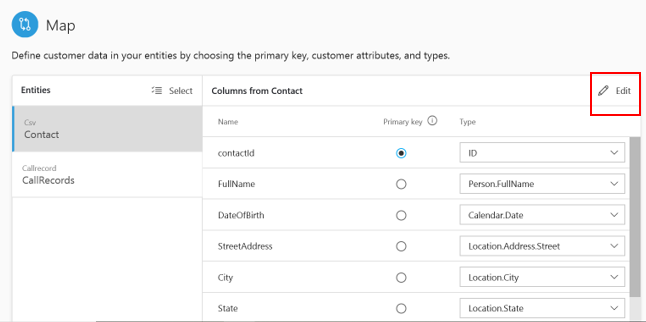 Map
Define customer data in your entities by choosing the primary key, customer attributes, and types.
Entities Select Columns from Contact Edit
Csv
Contact
Callrecord
CallRecords
Name Primary key Type
contactId ID
FullName Person.FullName
DateOfBirth Calendar.Date
StreetAddress Location.Address.Street
City Location.City
State Location.State